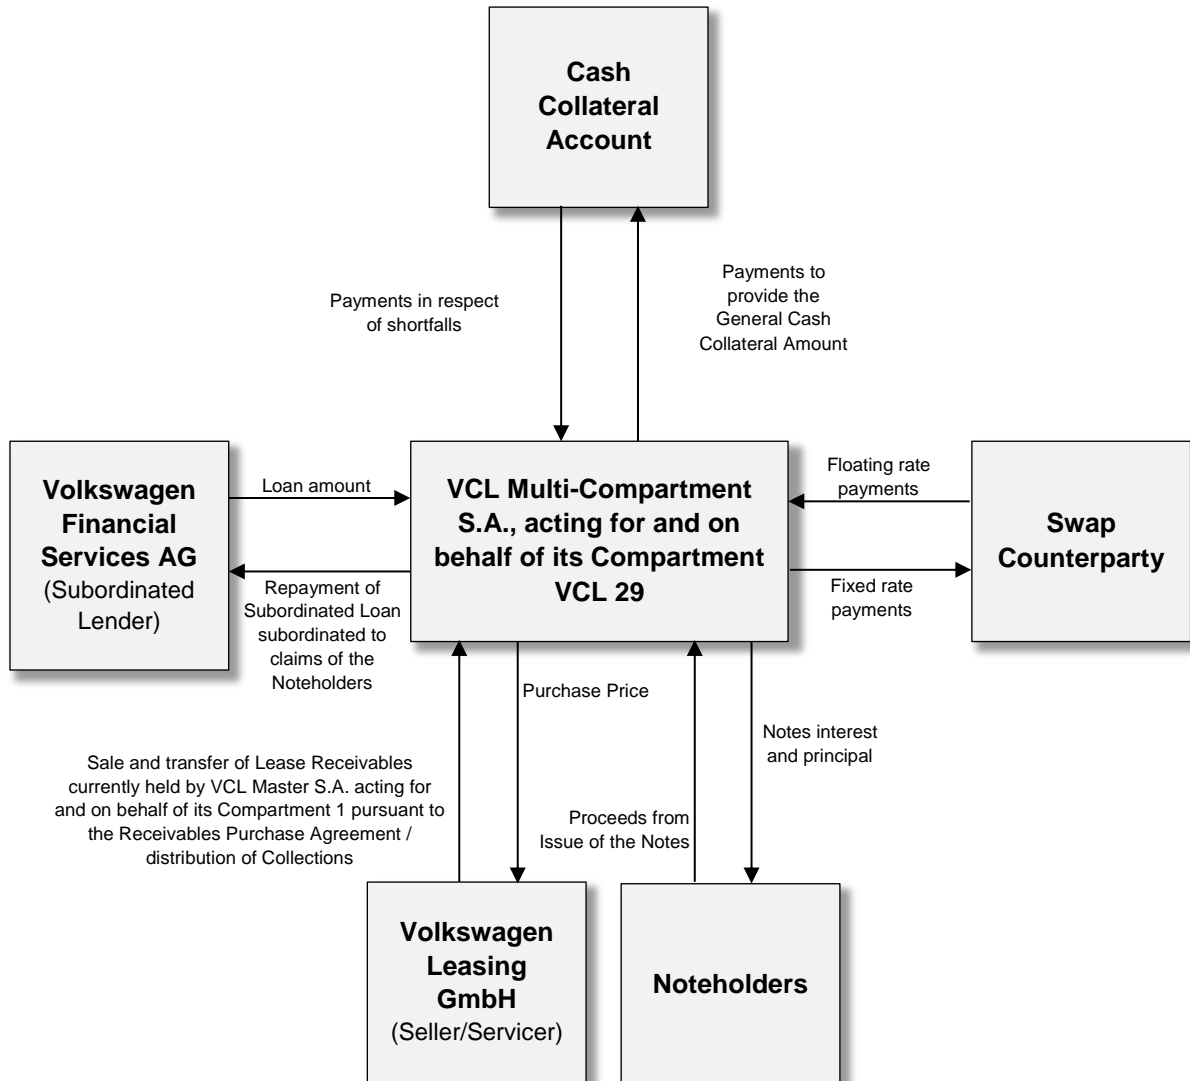 Cash
Collateral
Account
Payments in respect
of shortfalls
Payments to
provide the
General Cash
Collateral Amount
Volkswagen
Financial
Services AG
(Subordinated
Lender)
Loan amount
Repayment of
Subordinated Loan
subordinated to
claims of the
Noteholders
VCL Multi-Compartment
S.A., acting for and on
behalf of its Compartment
VCL 29
Floating rate
payments
Fixed rate
payments
Swap
Counterparty
Sale and transfer of Lease Receivables
currently held by VCL Master S.A. acting for
and on behalf of its Compartment 1 pursuant to
the Receivables Purchase Agreement /
distribution of Collections
Purchase Price
Proceeds from
Issue of the Notes
Notes interest
and principal
Volkswagen
Leasing
GmbH
(Seller/Servicer)
Noteholders